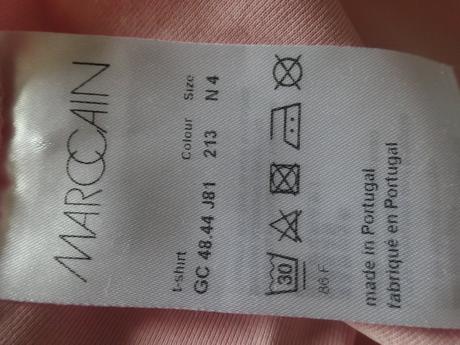 MARCCAIN
t-shirt Colour Size
GC 48.44 J81 213 N 4
30
86 F
made in Portugal
fabriqué en Portugal